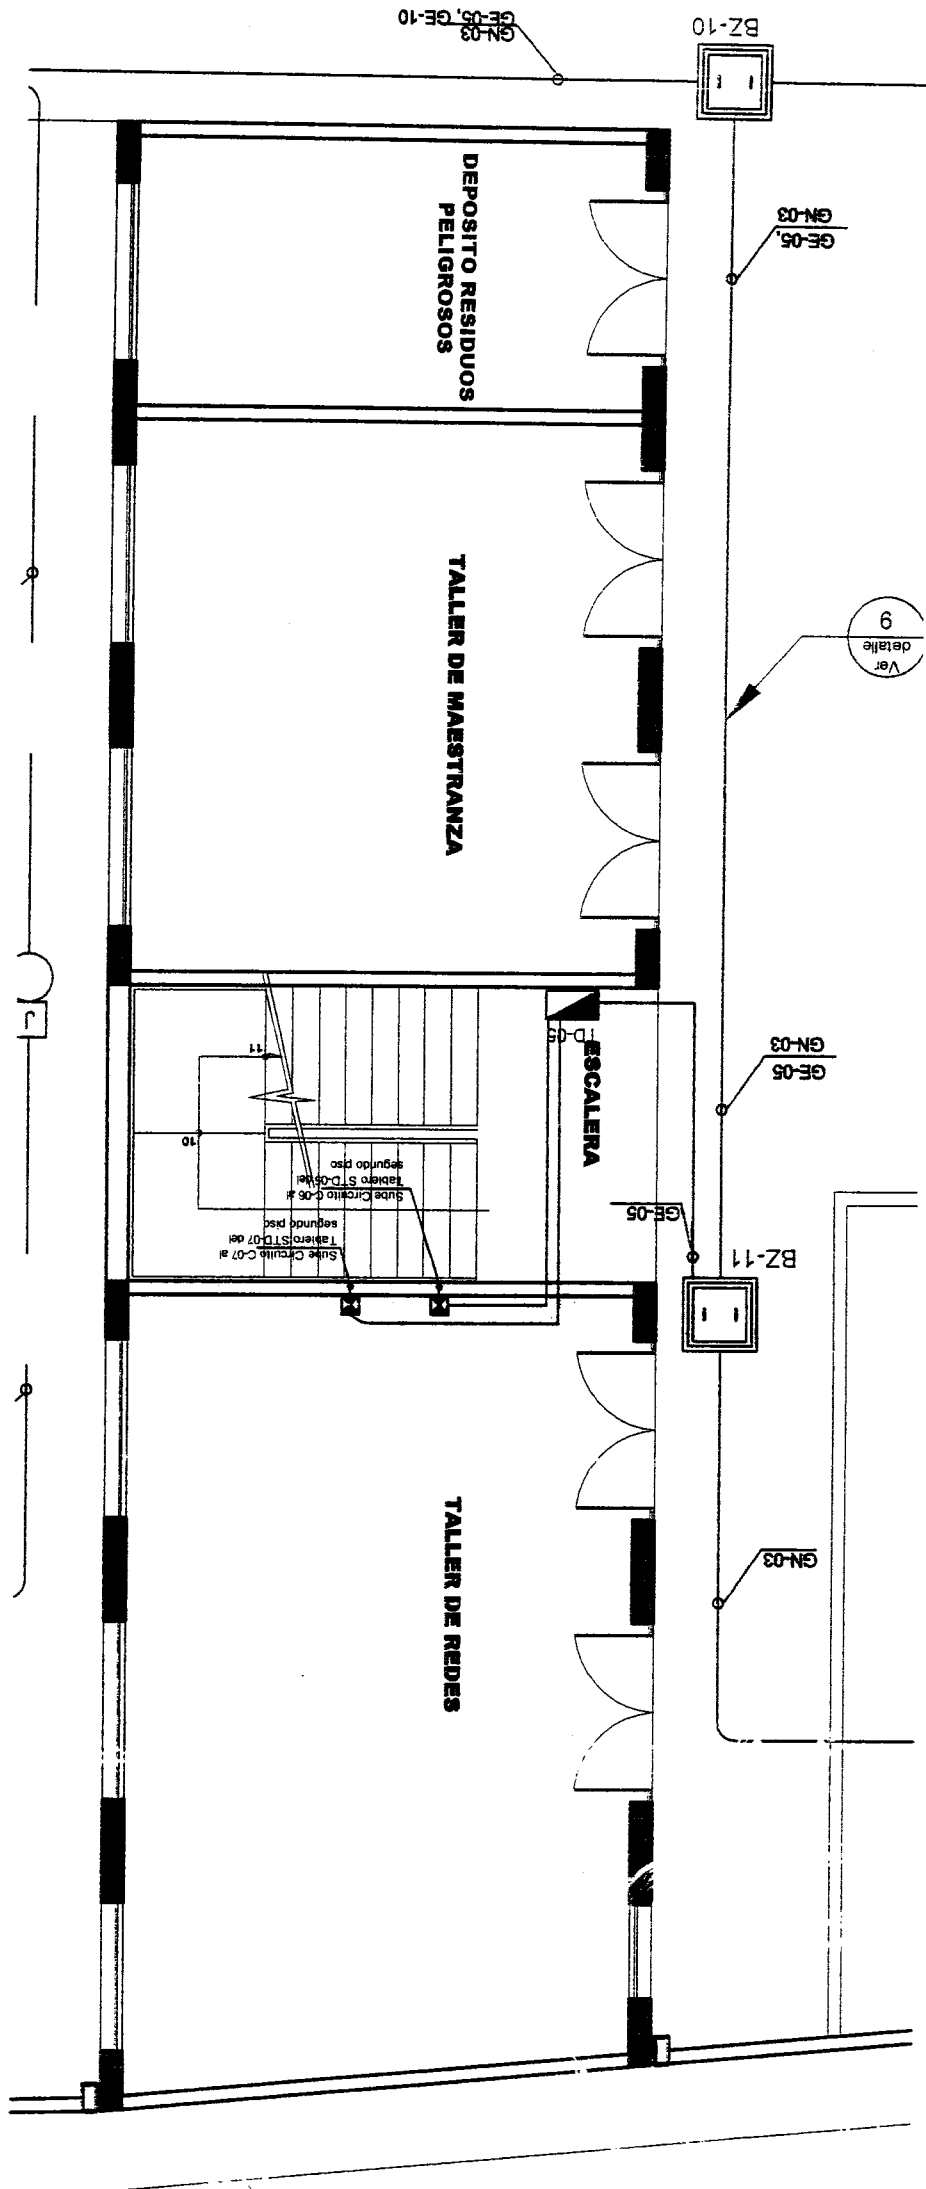 GN-03
GE-05, GE-10
BZ-10
DEPOSITO RESIDUOS
PELIGROSOS
GE-05,
GN-03
TALLER DE MAESTRANZA
Ver
detalle
9
ESCALERA
TD-05
11
10
GE-05
GN-03
Sube Circuito C-06 al
Tablero STD-05 del
segundo piso
Sube Circuito C-07 al
Tablero STD-07 del
segundo piso
GE-05
BZ-11
TALLER DE REDES
GN-03